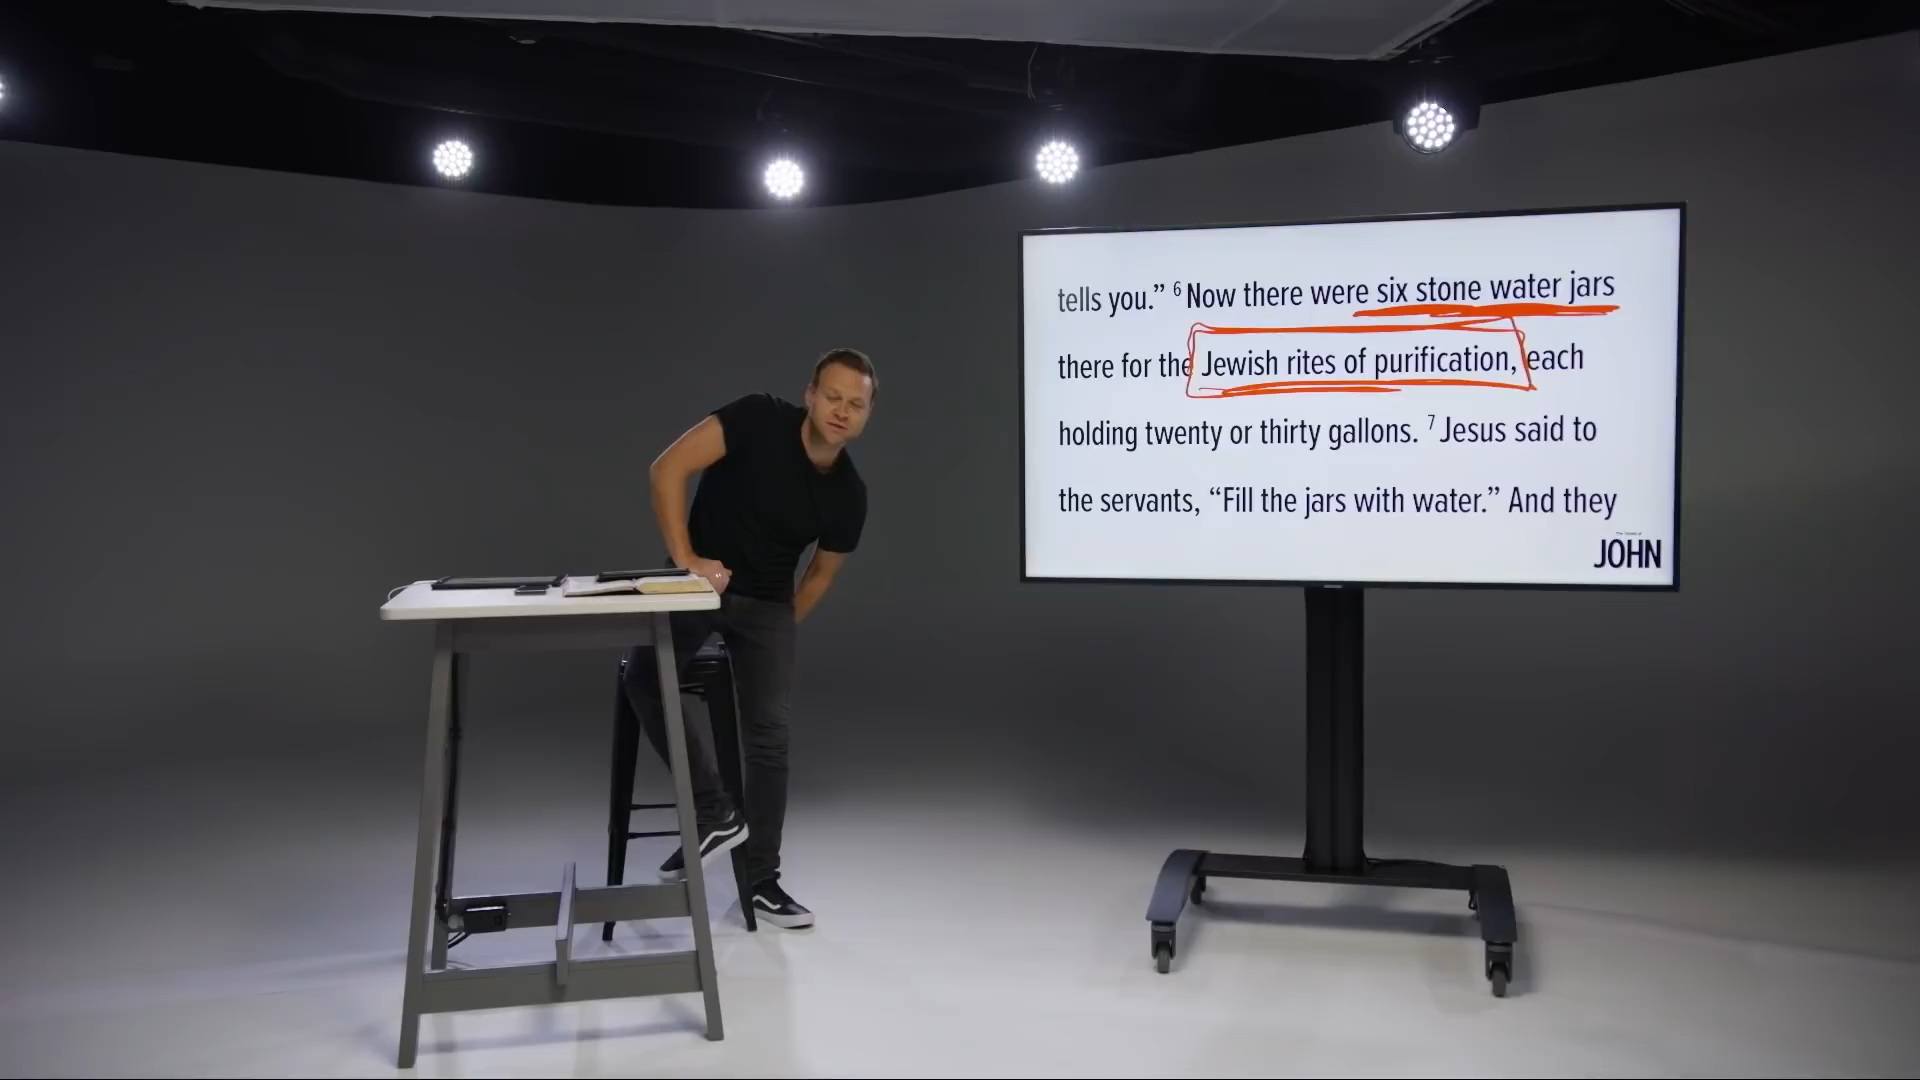 tells you.” ⁶ Now there were six stone water jars
there for the Jewish rites of purification, each
holding twenty or thirty gallons. ⁷ Jesus said to
the servants, “Fill the jars with water.” And they
JOHN